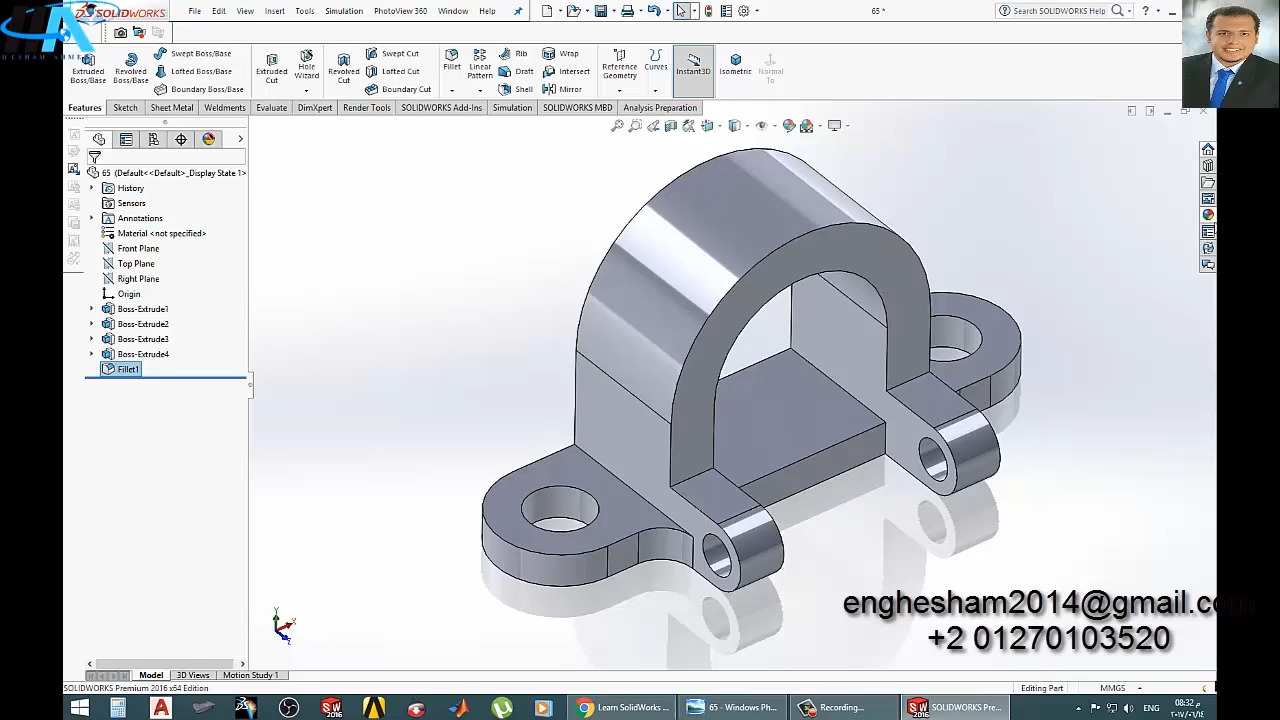 SOLIDWORKS File Edit View Insert Tools Simulation PhotoView 360 Window Help 65 * Search SOLIDWORKS Help
Extruded Boss/Base
Revolved Boss/Base
Swept Boss/Base
Lofted Boss/Base
Boundary Boss/Base
Extruded Cut
Hole Wizard
Revolved Cut
Swept Cut
Lofted Cut
Boundary Cut
Fillet
Linear Pattern
Rib
Draft
Shell
Wrap
Intersect
Mirror
Reference Geometry
Curves
Instant3D
Isometric
Normal To
Features Sketch Sheet Metal Weldments Evaluate DimXpert Render Tools SOLIDWORKS Add-Ins Simulation SOLIDWORKS MBD Analysis Preparation
65 (Default<<Default>_Display State 1>
History
Sensors
Annotations
Material <not specified>
Front Plane
Top Plane
Right Plane
Origin
Boss-Extrude1
Boss-Extrude2
Boss-Extrude3
Boss-Extrude4
Fillet1
Y
X
Z
enghesham2014@gmail.co
+2 01270103520
Model 3D Views Motion Study 1
SOLIDWORKS Premium 2016 x64 Edition Editing Part MMGS
Learn SolidWorks ... 65 - Windows Ph... Recording... SOLIDWORKS Pre... ENG 08:32 م